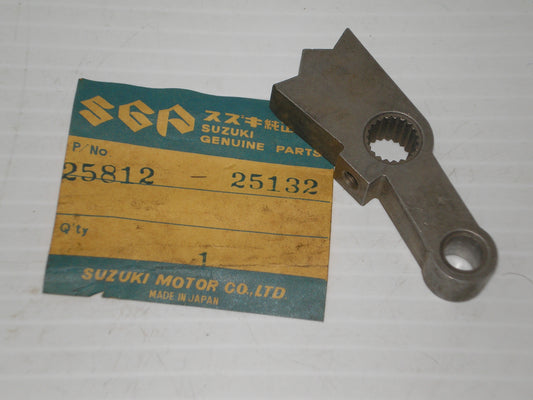 SGP スズキ純正
SUZUKI
GENUINE PARTS
P/No
25812 - 25132
Q'ty
1
SUZUKI MOTOR CO., LTD.
MADE IN JAPAN